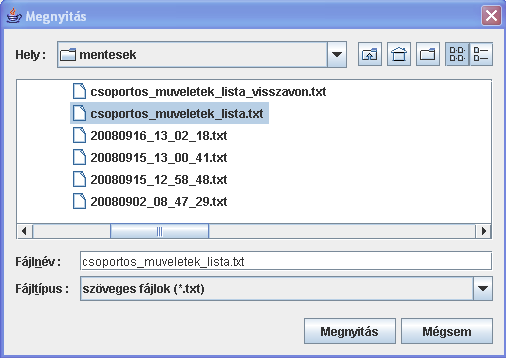 Megnyitás
Hely: mentesek
csoportos_muveletek_lista_visszavon.txt
csoportos_muveletek_lista.txt
20080916_13_02_18.txt
20080915_13_00_41.txt
20080915_12_58_48.txt
20080902_08_47_29.txt
Fájlnév: csoportos_muveletek_lista.txt
Fájltípus: szöveges fájlok (*.txt)
Megnyitás Mégsem